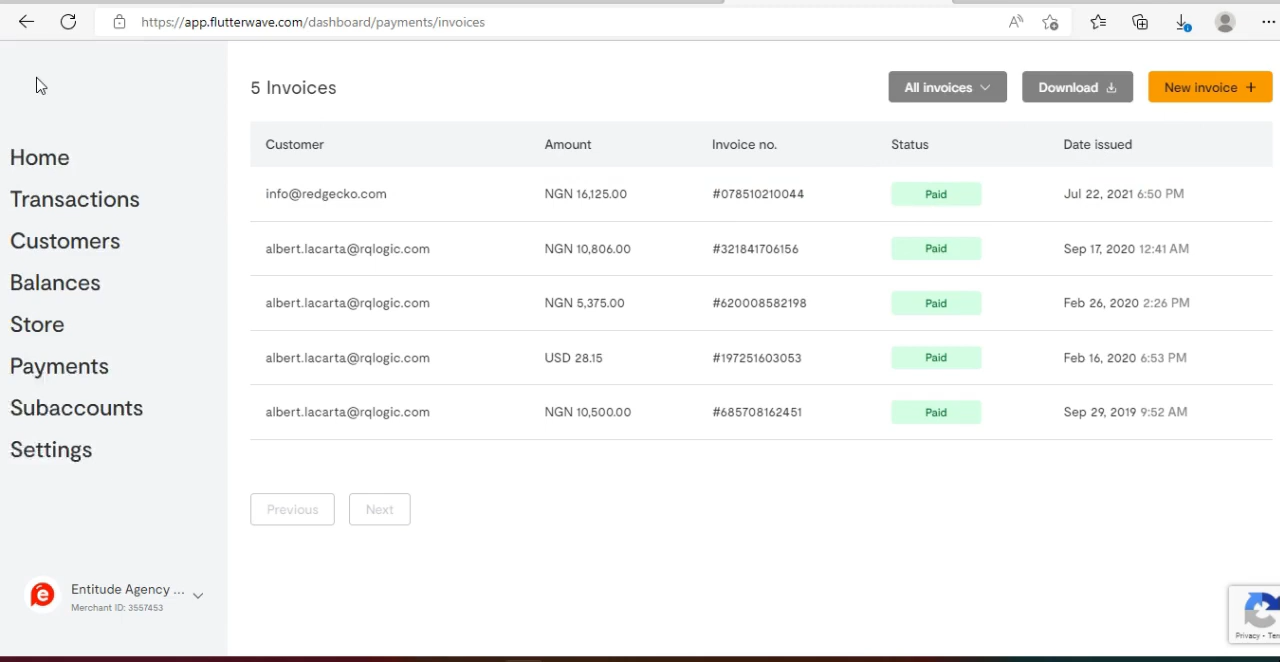 https://app.flutterwave.com/dashboard/payments/invoices
Home
Transactions
Customers
Balances
Store
Payments
Subaccounts
Settings
Entitude Agency ...
Merchant ID: 3557453
5 Invoices
All invoices
Download
New invoice +
Customer Amount Invoice no. Status Date issued
info@redgecko.com NGN 16,125.00 #078510210044 Paid Jul 22, 2021 6:50 PM
albert.lacarta@rqlogic.com NGN 10,806.00 #321841706156 Paid Sep 17, 2020 12:41 AM
albert.lacarta@rqlogic.com NGN 5,375.00 #620008582198 Paid Feb 26, 2020 2:26 PM
albert.lacarta@rqlogic.com USD 28.15 #197251603053 Paid Feb 16, 2020 6:53 PM
albert.lacarta@rqlogic.com NGN 10,500.00 #685708162451 Paid Sep 29, 2019 9:52 AM
Previous
Next
Privacy - Ter